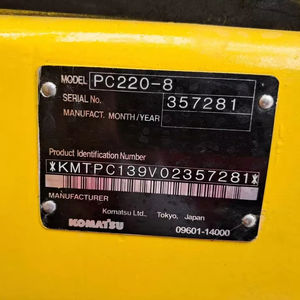 MODEL PC220-8
SERIAL No. 357281
MANUFACT. MONTH/YEAR
Product Identification Number
*KMTPC139V02357281*
MANUFACTURER
Komatsu Ltd., Tokyo, Japan
KOMATSU
09601-14000